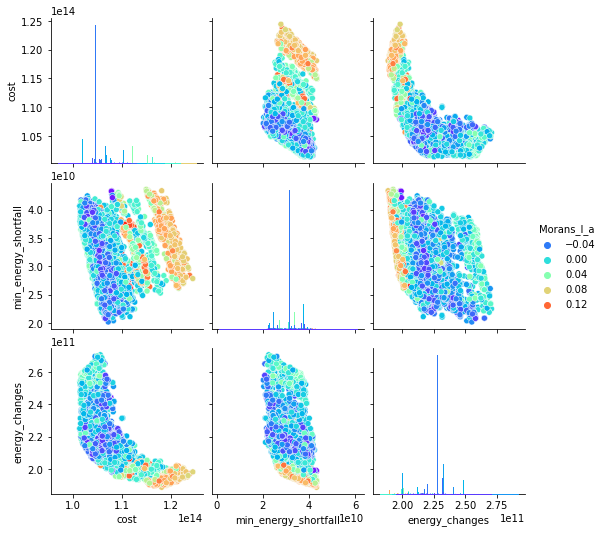 1e14
1.25
1.20
1.15
1.10
1.05
cost
1e10
4.0
3.5
3.0
2.5
2.0
min_energy_shortfall
Morans_I_a
−0.04
0.00
0.04
0.08
0.12
1e11
2.6
2.4
2.2
2.0
energy_changes
1.0 1.1 1.2
1e14
cost
0 2 4 6
1e10
min_energy_shortfall
2.00 2.25 2.50 2.75
1e11
energy_changes